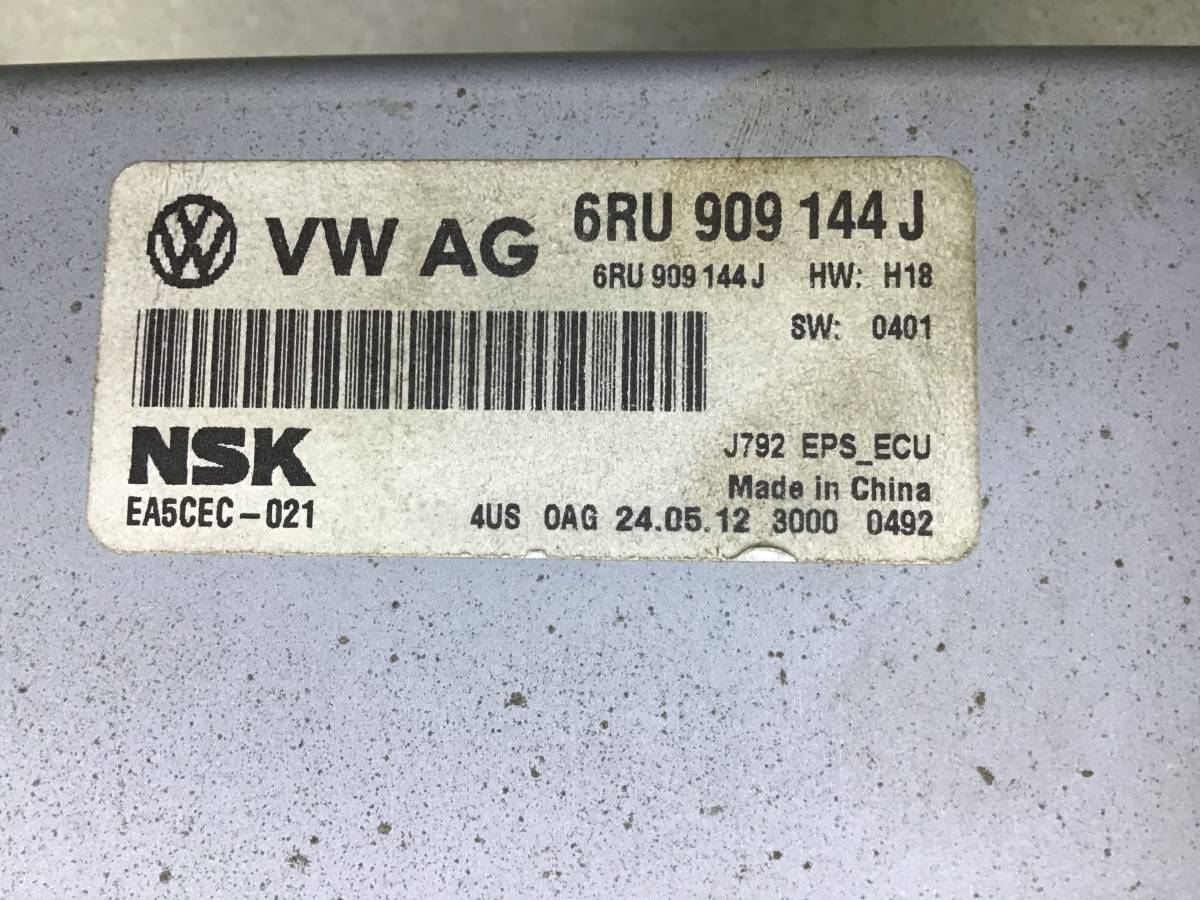 VW AG 6RU 909 144 J
6RU 909 144 J HW: H18
SW: 0401
NSK
J792 EPS_ECU
Made in China
EA5CEC-021
4US 0AG 24.05.12 3000 0492